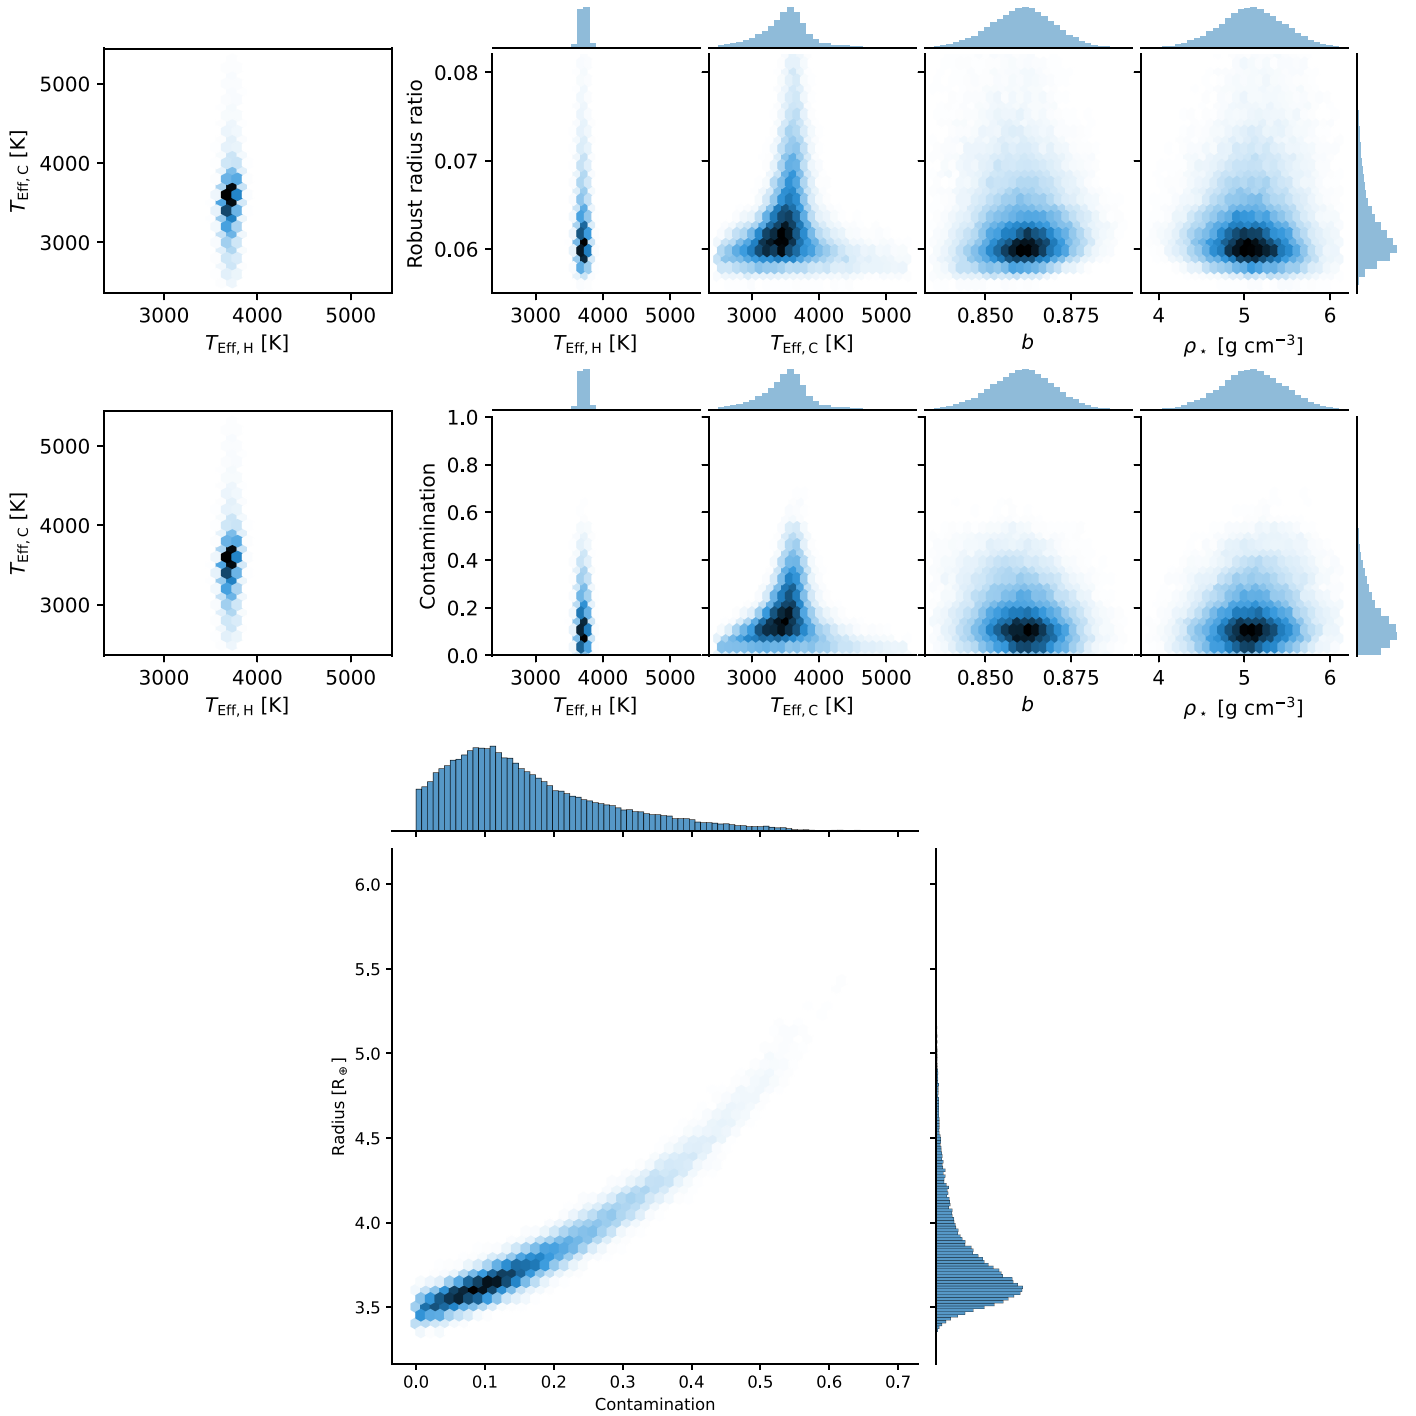 5000
4000
3000
T_Eff, C [K]
3000 4000 5000
T_Eff, H [K]
0.08
0.07
0.06
Robust radius ratio
3000 4000 5000
T_Eff, H [K]
3000 4000 5000
T_Eff, C [K]
0.850 0.875
b
4 5 6
ρ⋆ [g cm⁻³]
5000
4000
3000
T_Eff, C [K]
3000 4000 5000
T_Eff, H [K]
1.0
0.8
0.6
0.4
0.2
0.0
Contamination
3000 4000 5000
T_Eff, H [K]
3000 4000 5000
T_Eff, C [K]
0.850 0.875
b
4 5 6
ρ⋆ [g cm⁻³]
6.0
5.5
5.0
4.5
4.0
3.5
Radius [R⊕]
0.0 0.1 0.2 0.3 0.4 0.5 0.6 0.7
Contamination